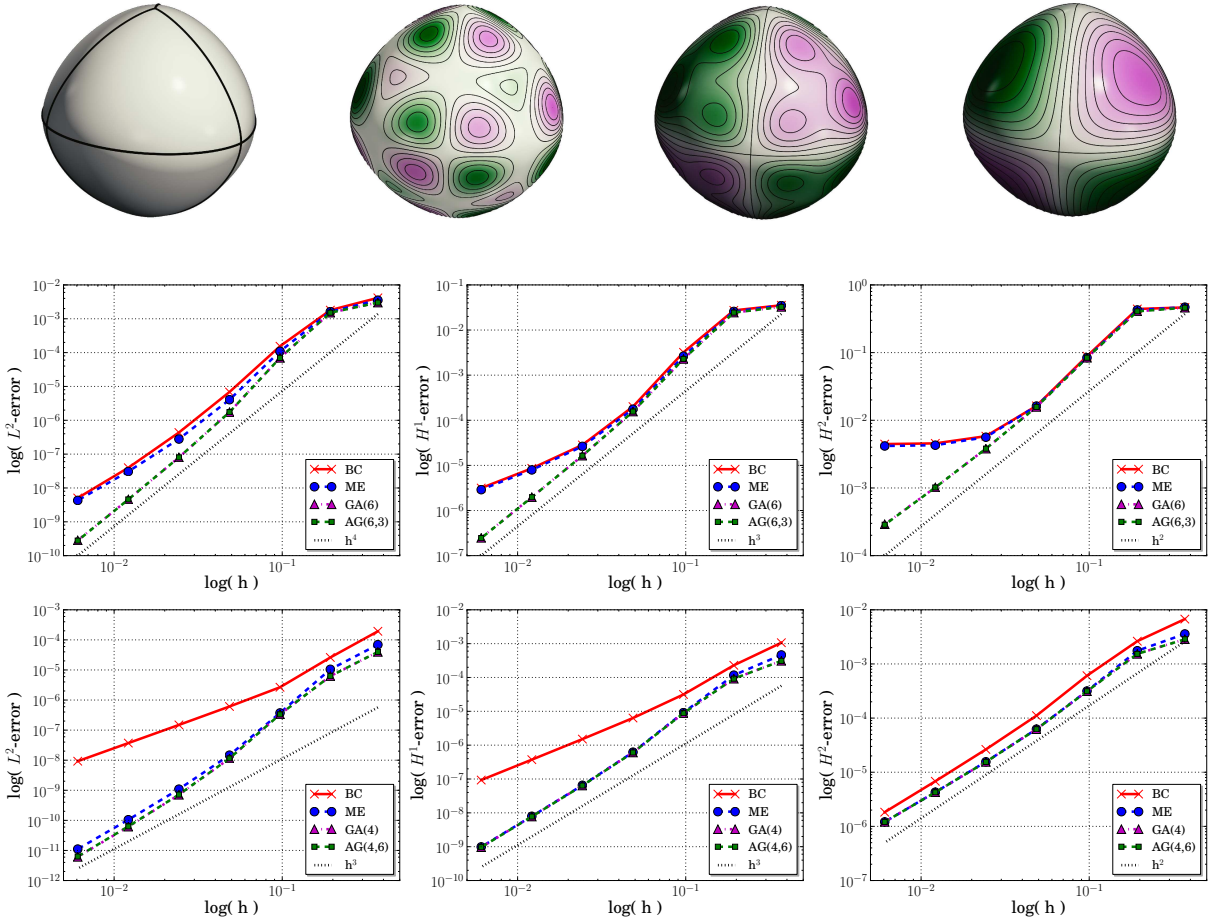 log( L²-error )
10⁻²
10⁻³
10⁻⁴
10⁻⁵
10⁻⁶
10⁻⁷
10⁻⁸
10⁻⁹
10⁻¹⁰
BC
ME
GA(6)
AG(6,3)
h⁴
10⁻² 10⁻¹
log( h )
log( H¹-error )
10⁻¹
10⁻²
10⁻³
10⁻⁴
10⁻⁵
10⁻⁶
10⁻⁷
BC
ME
GA(6)
AG(6,3)
h³
10⁻² 10⁻¹
log( h )
log( H²-error )
10⁰
10⁻¹
10⁻²
10⁻³
10⁻⁴
BC
ME
GA(6)
AG(6,3)
h²
10⁻² 10⁻¹
log( h )
log( L²-error )
10⁻³
10⁻⁴
10⁻⁵
10⁻⁶
10⁻⁷
10⁻⁸
10⁻⁹
10⁻¹⁰
10⁻¹¹
10⁻¹²
BC
ME
GA(4)
AG(4,6)
h³
10⁻² 10⁻¹
log( h )
log( H¹-error )
10⁻²
10⁻³
10⁻⁴
10⁻⁵
10⁻⁶
10⁻⁷
10⁻⁸
10⁻⁹
10⁻¹⁰
BC
ME
GA(4)
AG(4,6)
h³
10⁻² 10⁻¹
log( h )
log( H²-error )
10⁻²
10⁻³
10⁻⁴
10⁻⁵
10⁻⁶
10⁻⁷
BC
ME
GA(4)
AG(4,6)
h²
10⁻² 10⁻¹
log( h )